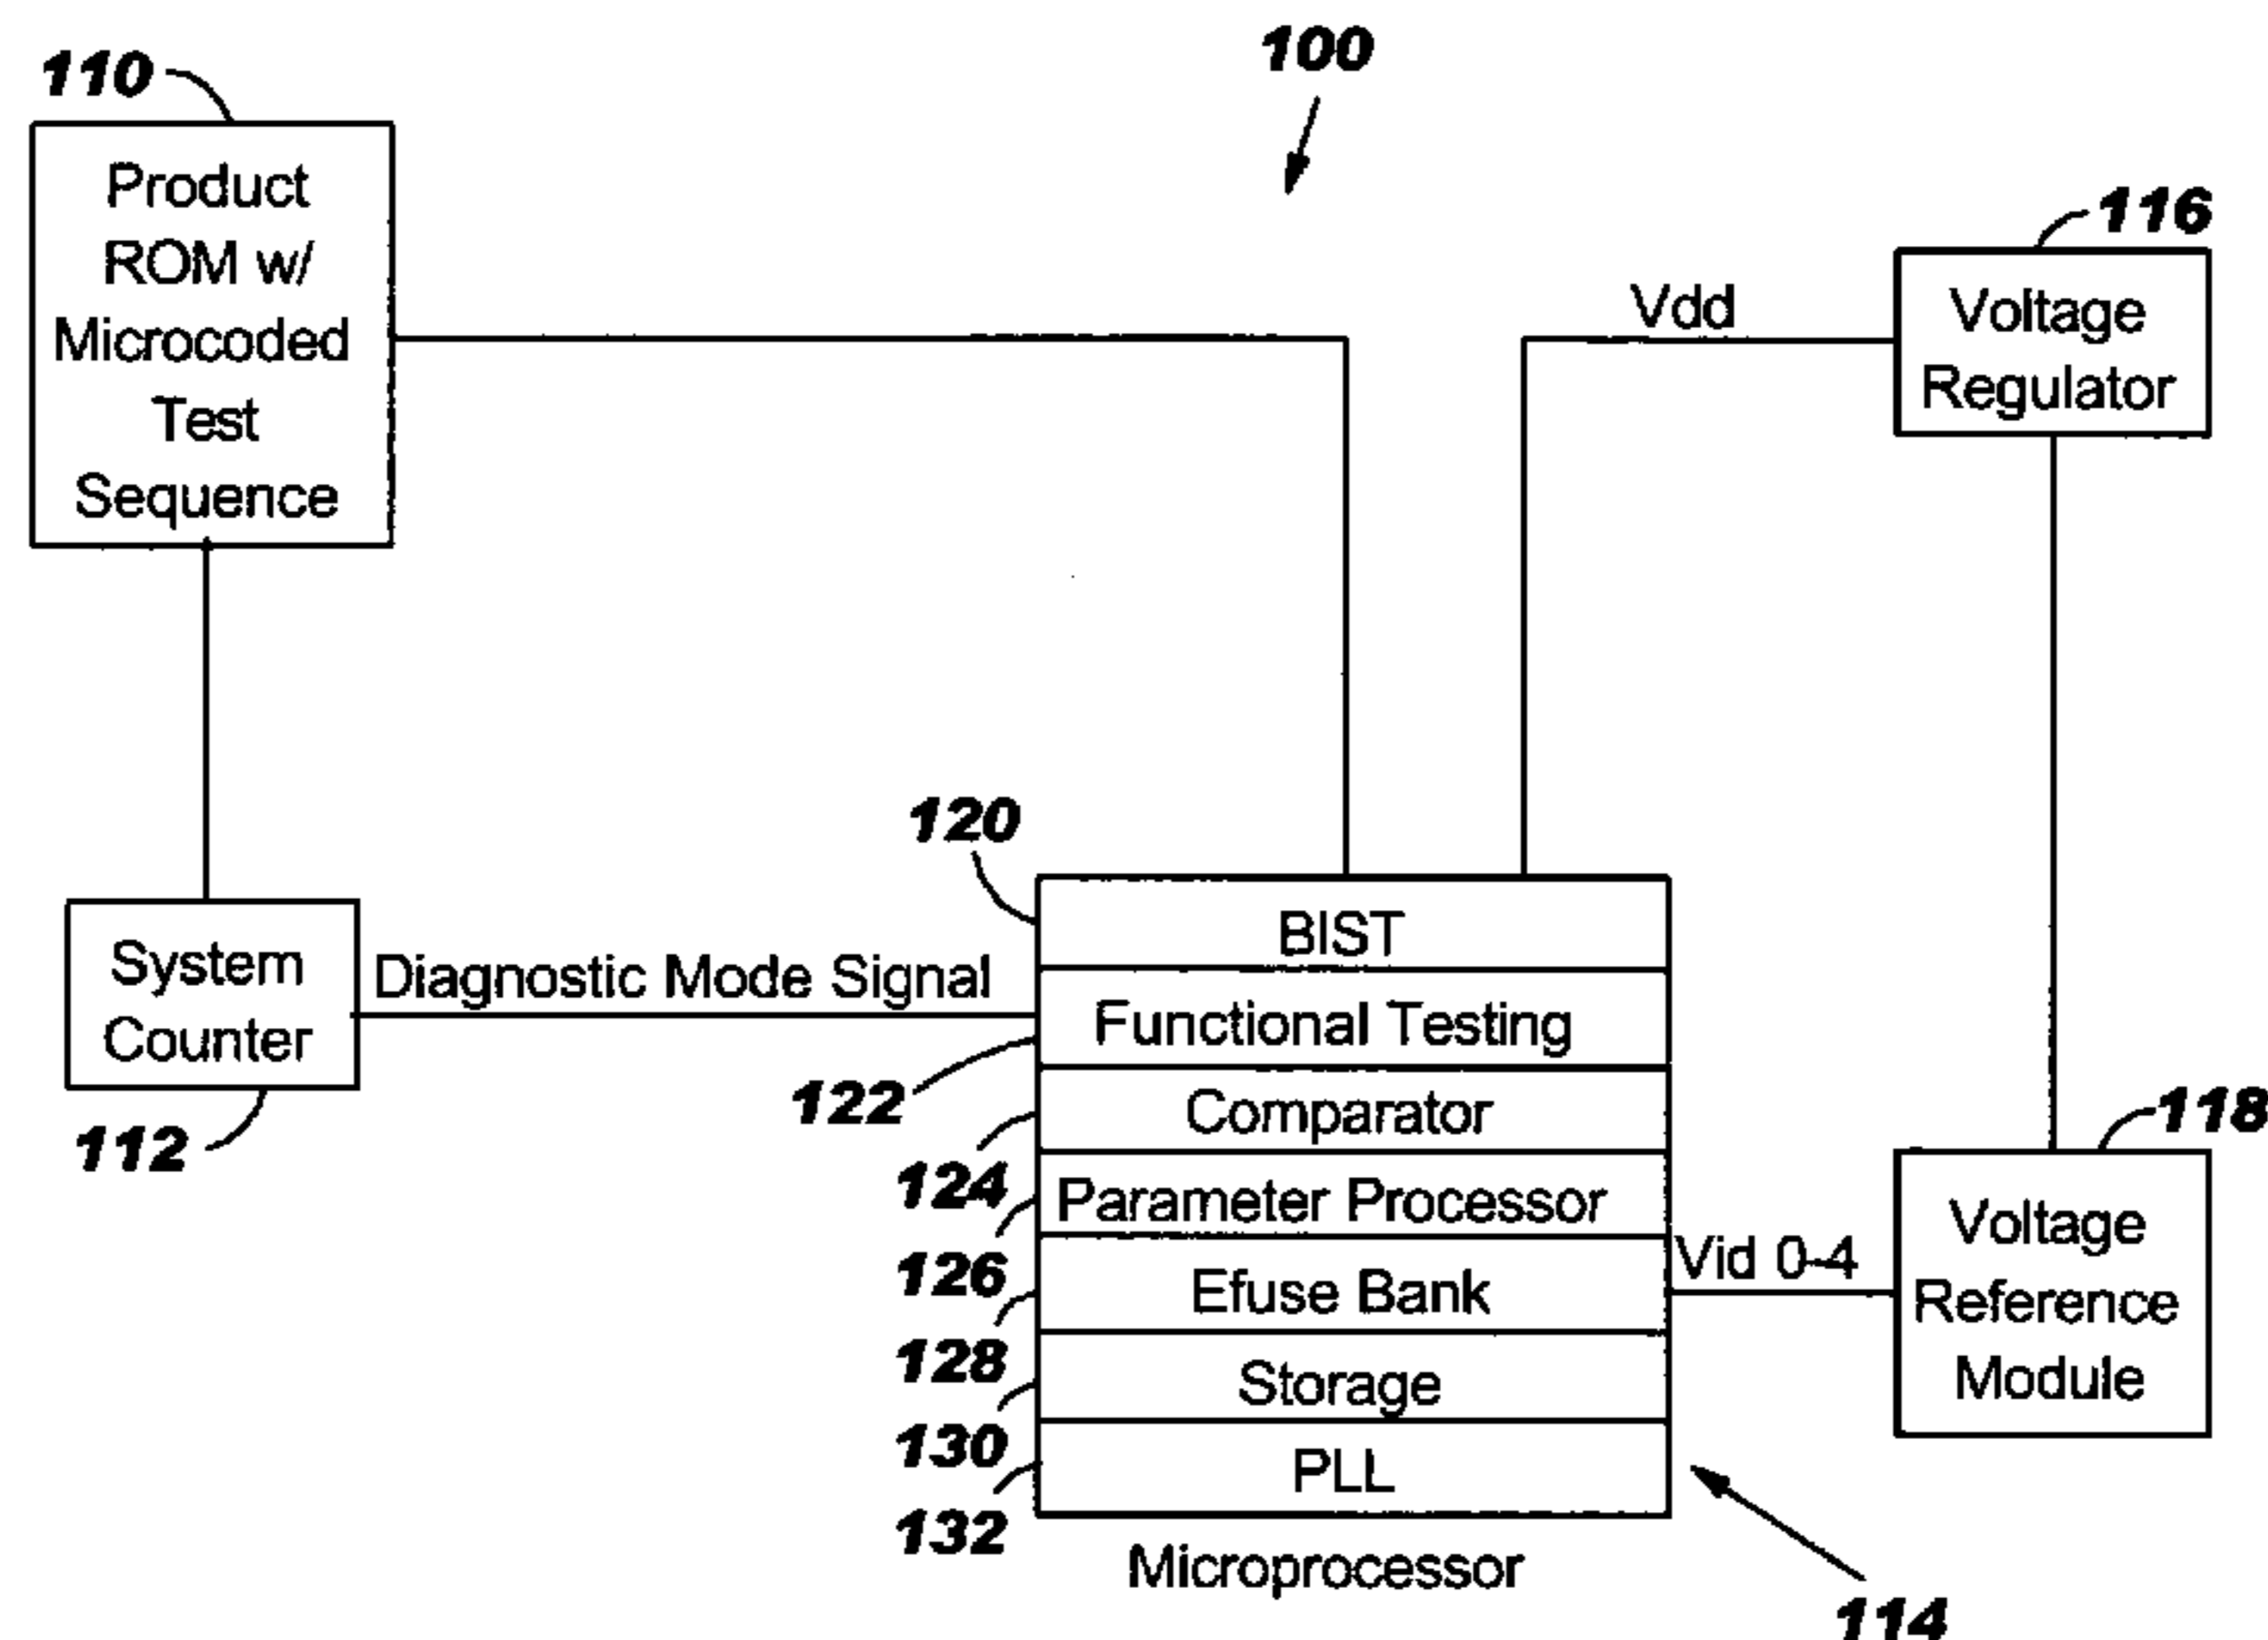 100
110
Product
ROM w/
Microcoded
Test
Sequence
116
Vdd
Voltage
Regulator
120
System
Counter
112
Diagnostic Mode Signal
BIST
Functional Testing
122
Comparator
124
Parameter Processor
126
Efuse Bank
128
Storage
130
PLL
132
Microprocessor
114
Vid 0-4
118
Voltage
Reference
Module